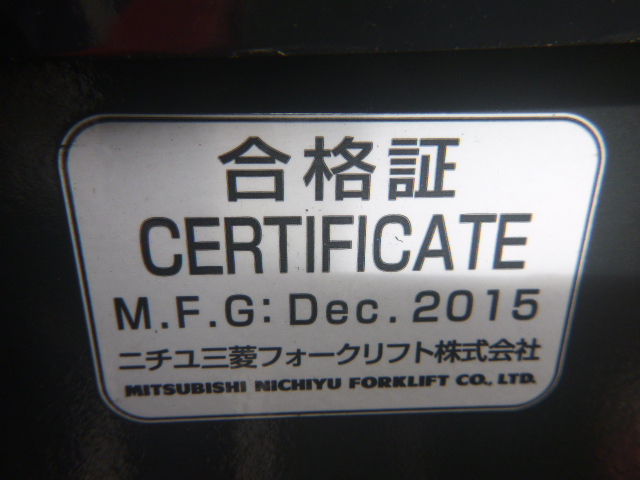 合格証
CERTIFICATE
M.F.G: Dec. 2015
ニチユ三菱フォークリフト株式会社
MITSUBISHI NICHIYU FORKLIFT CO., LTD.